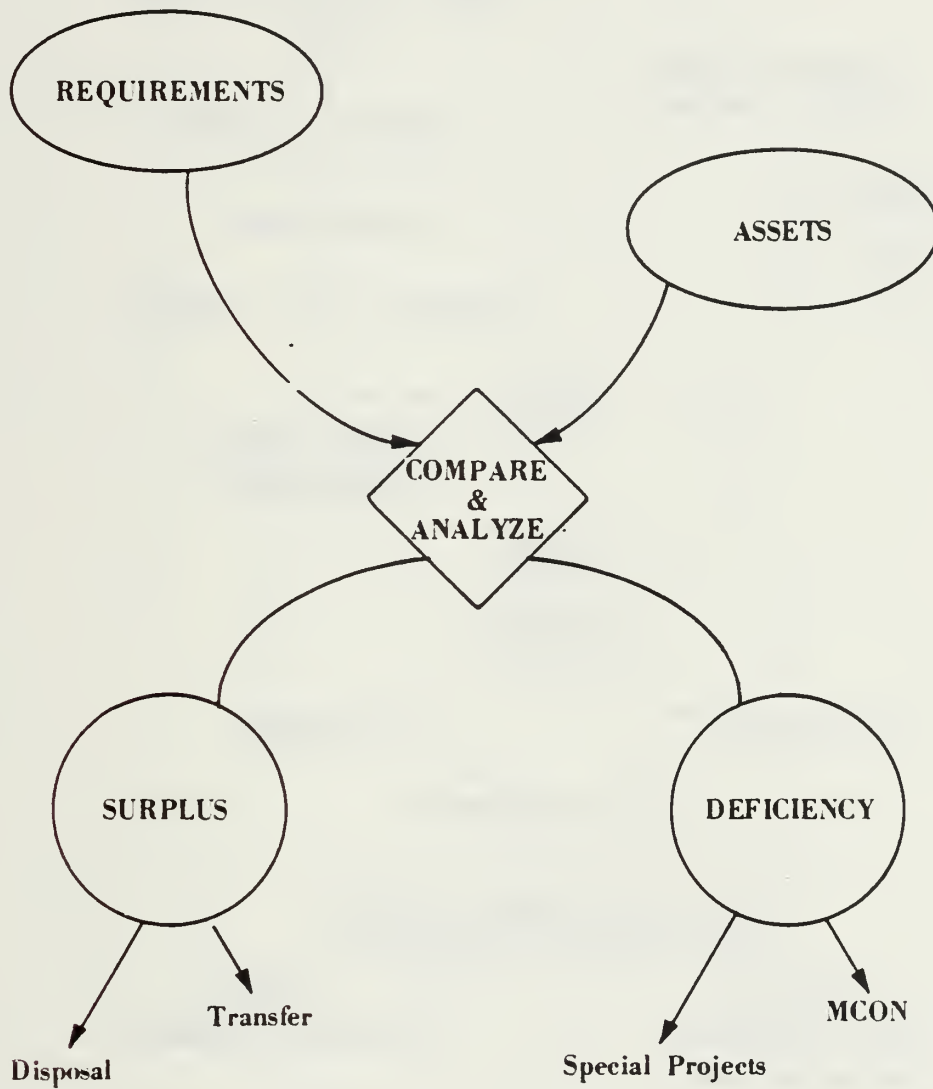 REQUIREMENTS
ASSETS
COMPARE
&
ANALYZE
SURPLUS
DEFICIENCY
Transfer
MCON
Disposal
Special Projects